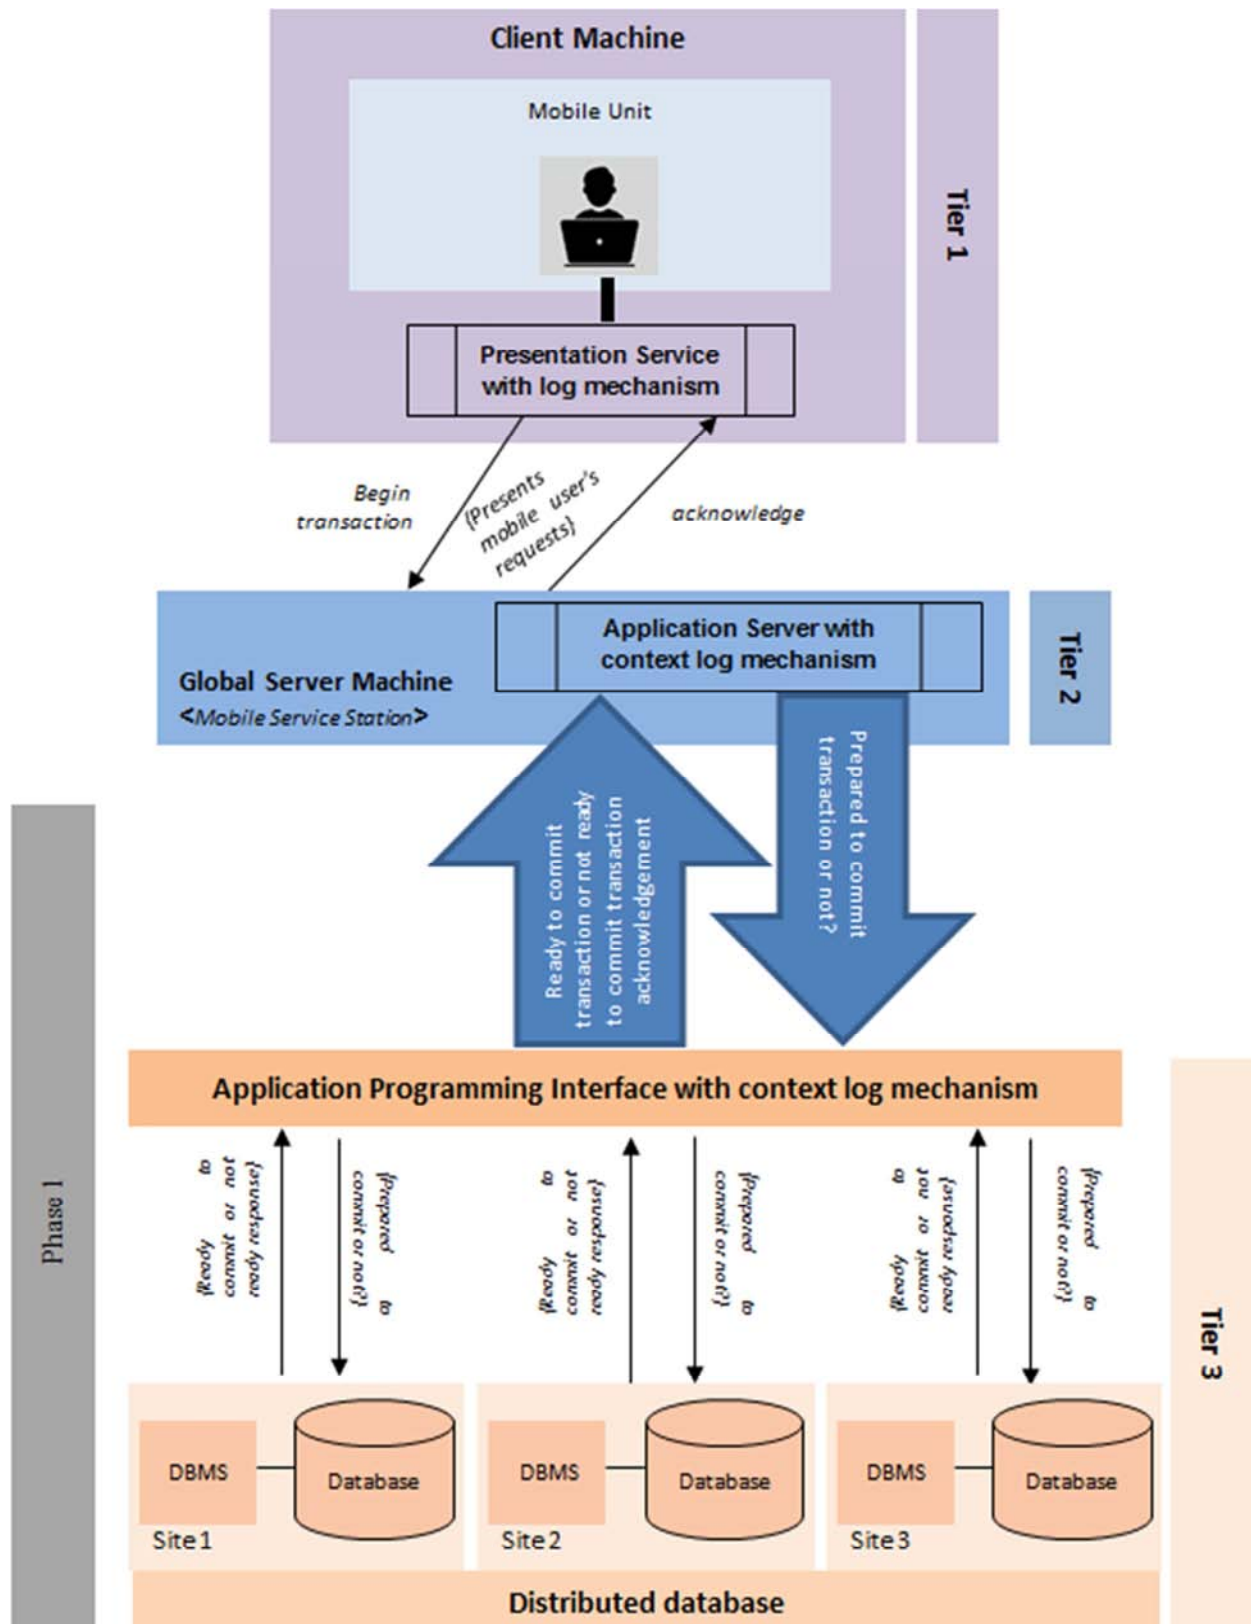 Client Machine
Mobile Unit
Tier 1
Presentation Service
with log mechanism
Begin
transaction
{Presents
mobile user's
requests}
acknowledge
Application Server with
context log mechanism
Global Server Machine
<Mobile Service Station>
Tier 2
Ready to commit
transaction or not ready
to commit transaction
acknowledgement
Prepared to commit
transaction or not?
Phase 1
Application Programming Interface with context log mechanism
{Ready to
commit or not
ready response}
{Prepared to
commit or not?}
{Ready to
commit or not
ready response}
{Prepared to
commit or not?}
{Ready to
commit or not
ready response}
{Prepared to
commit or not?}
Tier 3
DBMS
Database
Site 1
DBMS
Database
Site 2
DBMS
Database
Site 3
Distributed database